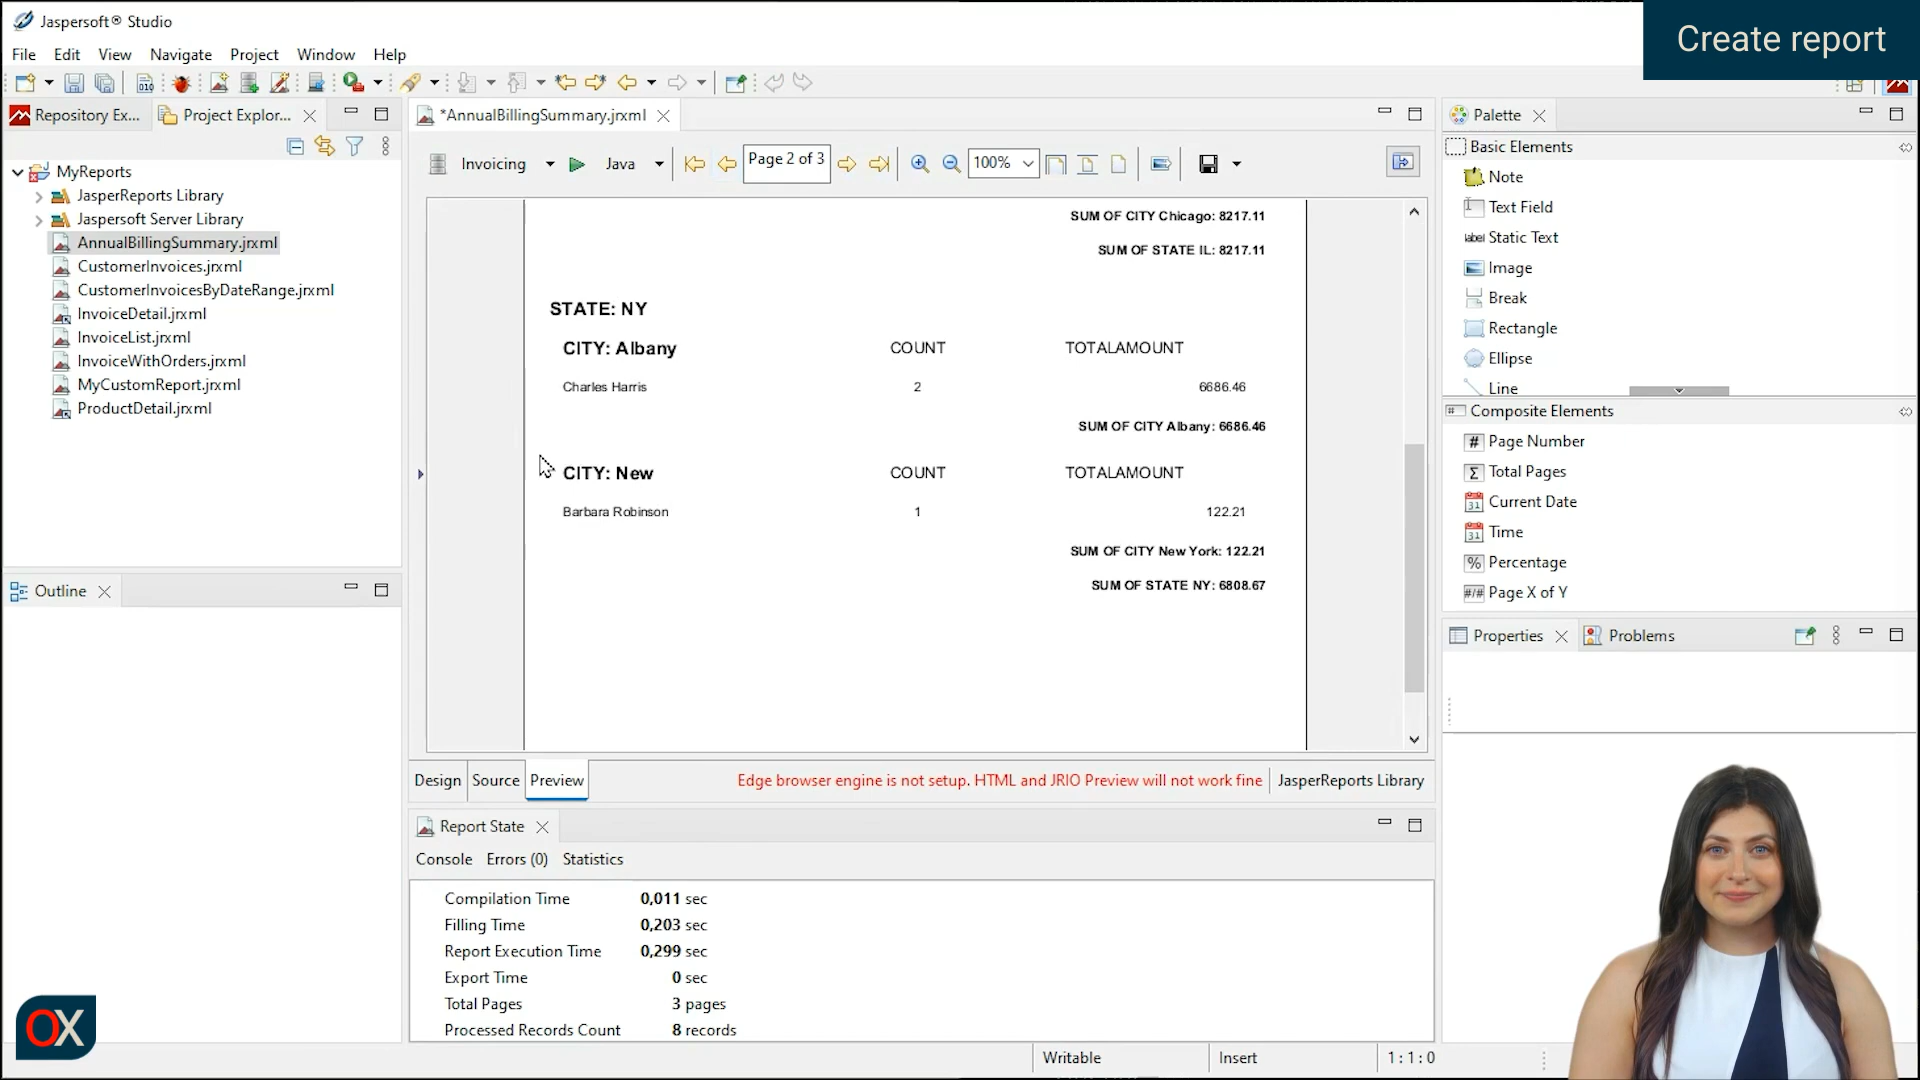 Jaspersoft® Studio
Create report
File Edit View Navigate Project Window Help
Repository Ex... Project Explor...
*AnnualBillingSummary.jrxml
Palette
Invoicing Java Page 2 of 3 100%
Basic Elements
Note
Text Field
Static Text
Image
Break
Rectangle
Ellipse
Line
Composite Elements
Page Number
Total Pages
Current Date
Time
Percentage
Page X of Y
MyReports
JasperReports Library
Jaspersoft Server Library
AnnualBillingSummary.jrxml
CustomerInvoices.jrxml
CustomerInvoicesByDateRange.jrxml
InvoiceDetail.jrxml
InvoiceList.jrxml
InvoiceWithOrders.jrxml
MyCustomReport.jrxml
ProductDetail.jrxml
SUM OF CITY Chicago: 8217.11
SUM OF STATE IL: 8217.11
STATE: NY
CITY: Albany COUNT TOTALAMOUNT
Charles Harris 2 6686.46
SUM OF CITY Albany: 6686.46
CITY: New COUNT TOTALAMOUNT
Barbara Robinson 1 122.21
SUM OF CITY New York: 122.21
SUM OF STATE NY: 6808.67
Outline
Properties Problems
Design Source Preview Edge browser engine is not setup. HTML and JRIO Preview will not work fine JasperReports Library
Report State
Console Errors (0) Statistics
Compilation Time 0,011 sec
Filling Time 0,203 sec
Report Execution Time 0,299 sec
Export Time 0 sec
Total Pages 3 pages
Processed Records Count 8 records
OX
Writable Insert 1 : 1 : 0